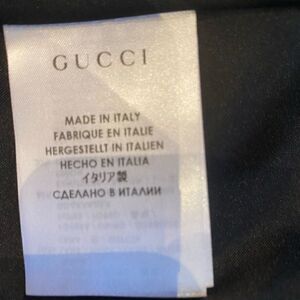 GUCCI
MADE IN ITALY
FABRIQUE EN ITALIE
HERGESTELLT IN ITALIEN
HECHO EN ITALIA
イタリア製
СДЕЛАНО В ИТАЛИИ